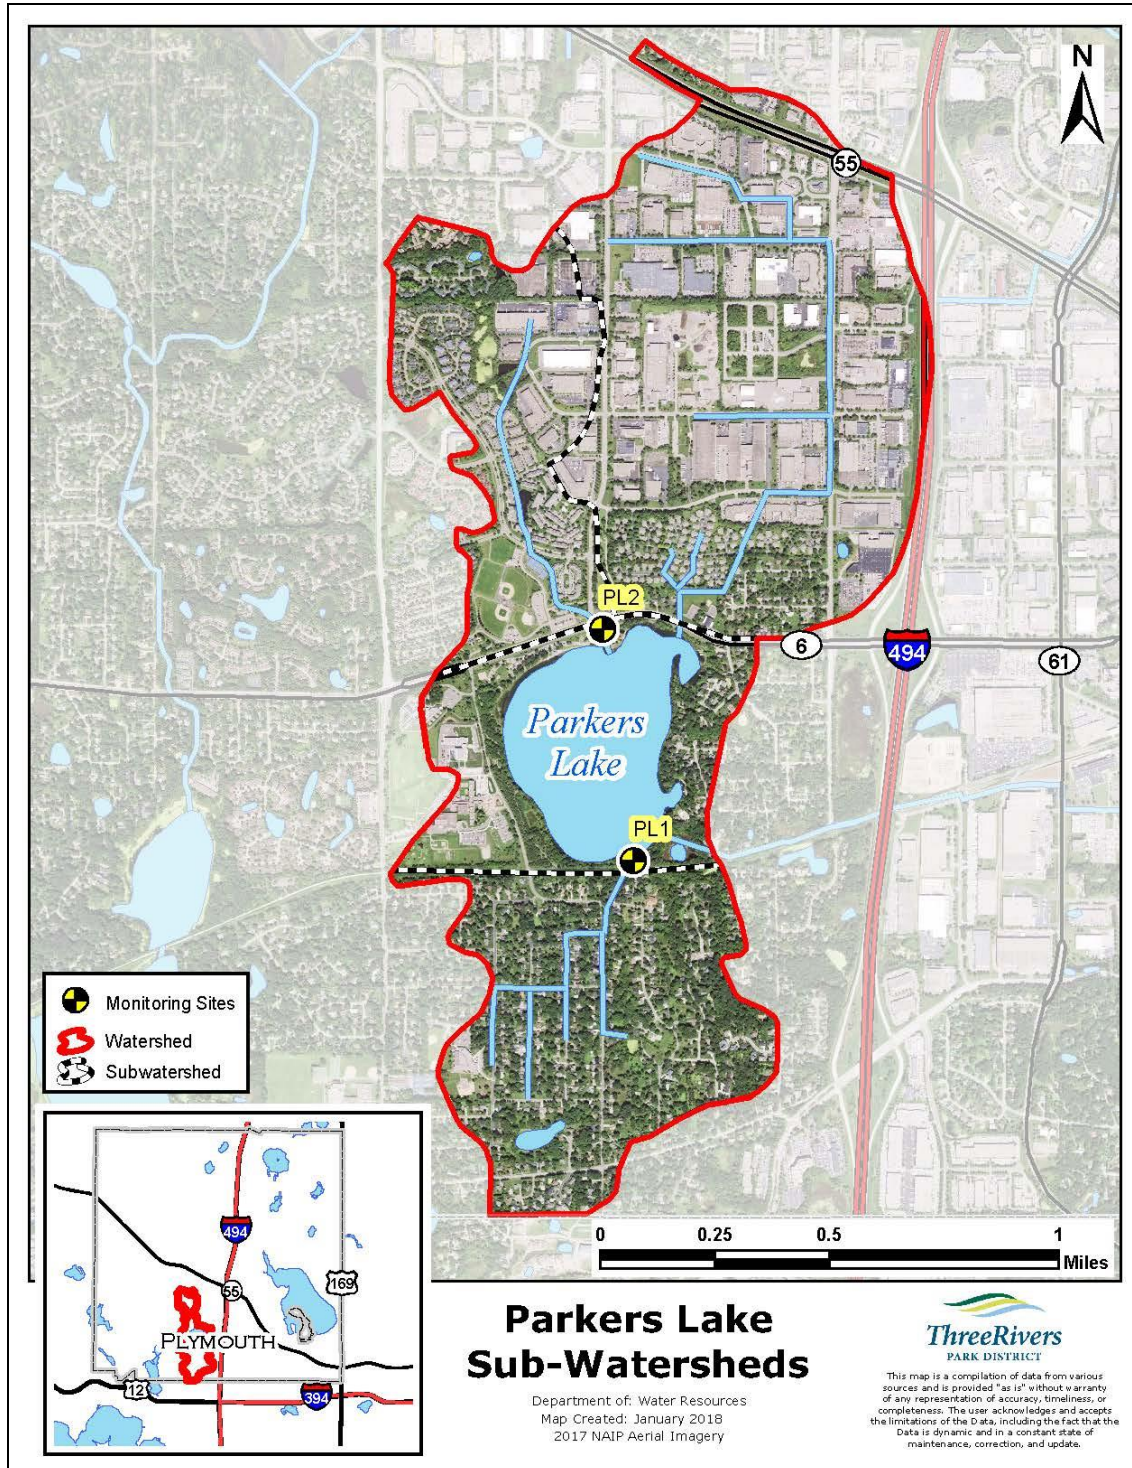 N
55
PL2
6
494
61
Parkers
Lake
PL1
Monitoring Sites
Watershed
Subwatershed
0 0.25 0.5 1
Miles
494
55
169
PLYMOUTH
12
394
Parkers Lake
Sub-Watersheds
Department of: Water Resources
Map Created: January 2018
2017 NAIP Aerial Imagery
ThreeRivers
PARK DISTRICT
This map is a compilation of data from various
sources and is provided "as is" without warranty
of any representation of accuracy, timeliness, or
completeness. The user acknowledges and accepts
the limitations of the Data, including the fact that the
Data is dynamic and in a constant state of
maintenance, correction, and update.